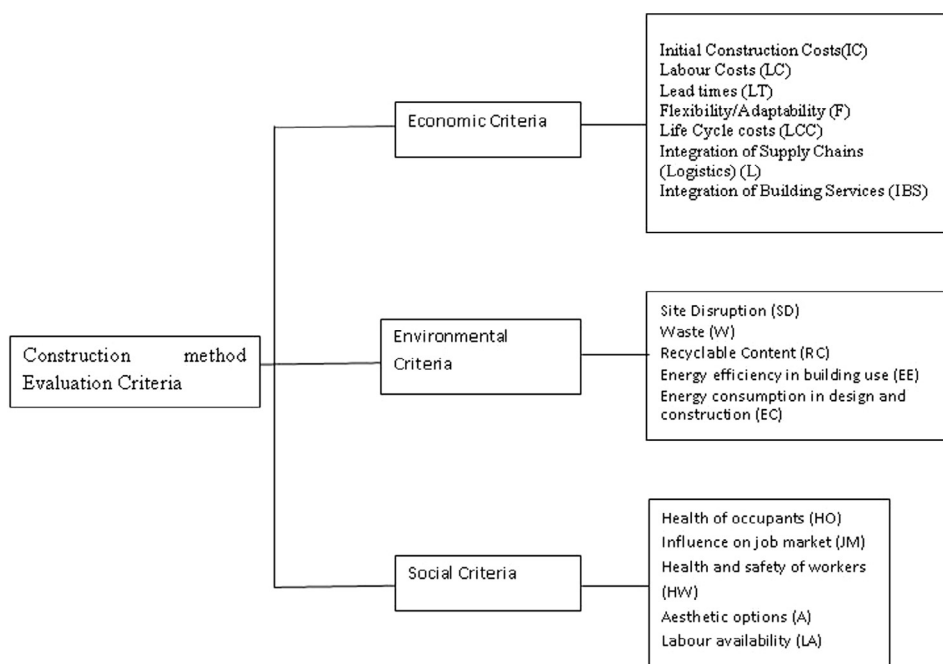 Construction method
Evaluation Criteria
Economic Criteria
Initial Construction Costs(IC)
Labour Costs (LC)
Lead times (LT)
Flexibility/Adaptability (F)
Life Cycle costs (LCC)
Integration of Supply Chains
(Logistics) (L)
Integration of Building Services (IBS)
Environmental
Criteria
Site Disruption (SD)
Waste (W)
Recyclable Content (RC)
Energy efficiency in building use (EE)
Energy consumption in design and
construction (EC)
Social Criteria
Health of occupants (HO)
Influence on job market (JM)
Health and safety of workers
(HW)
Aesthetic options (A)
Labour availability (LA)